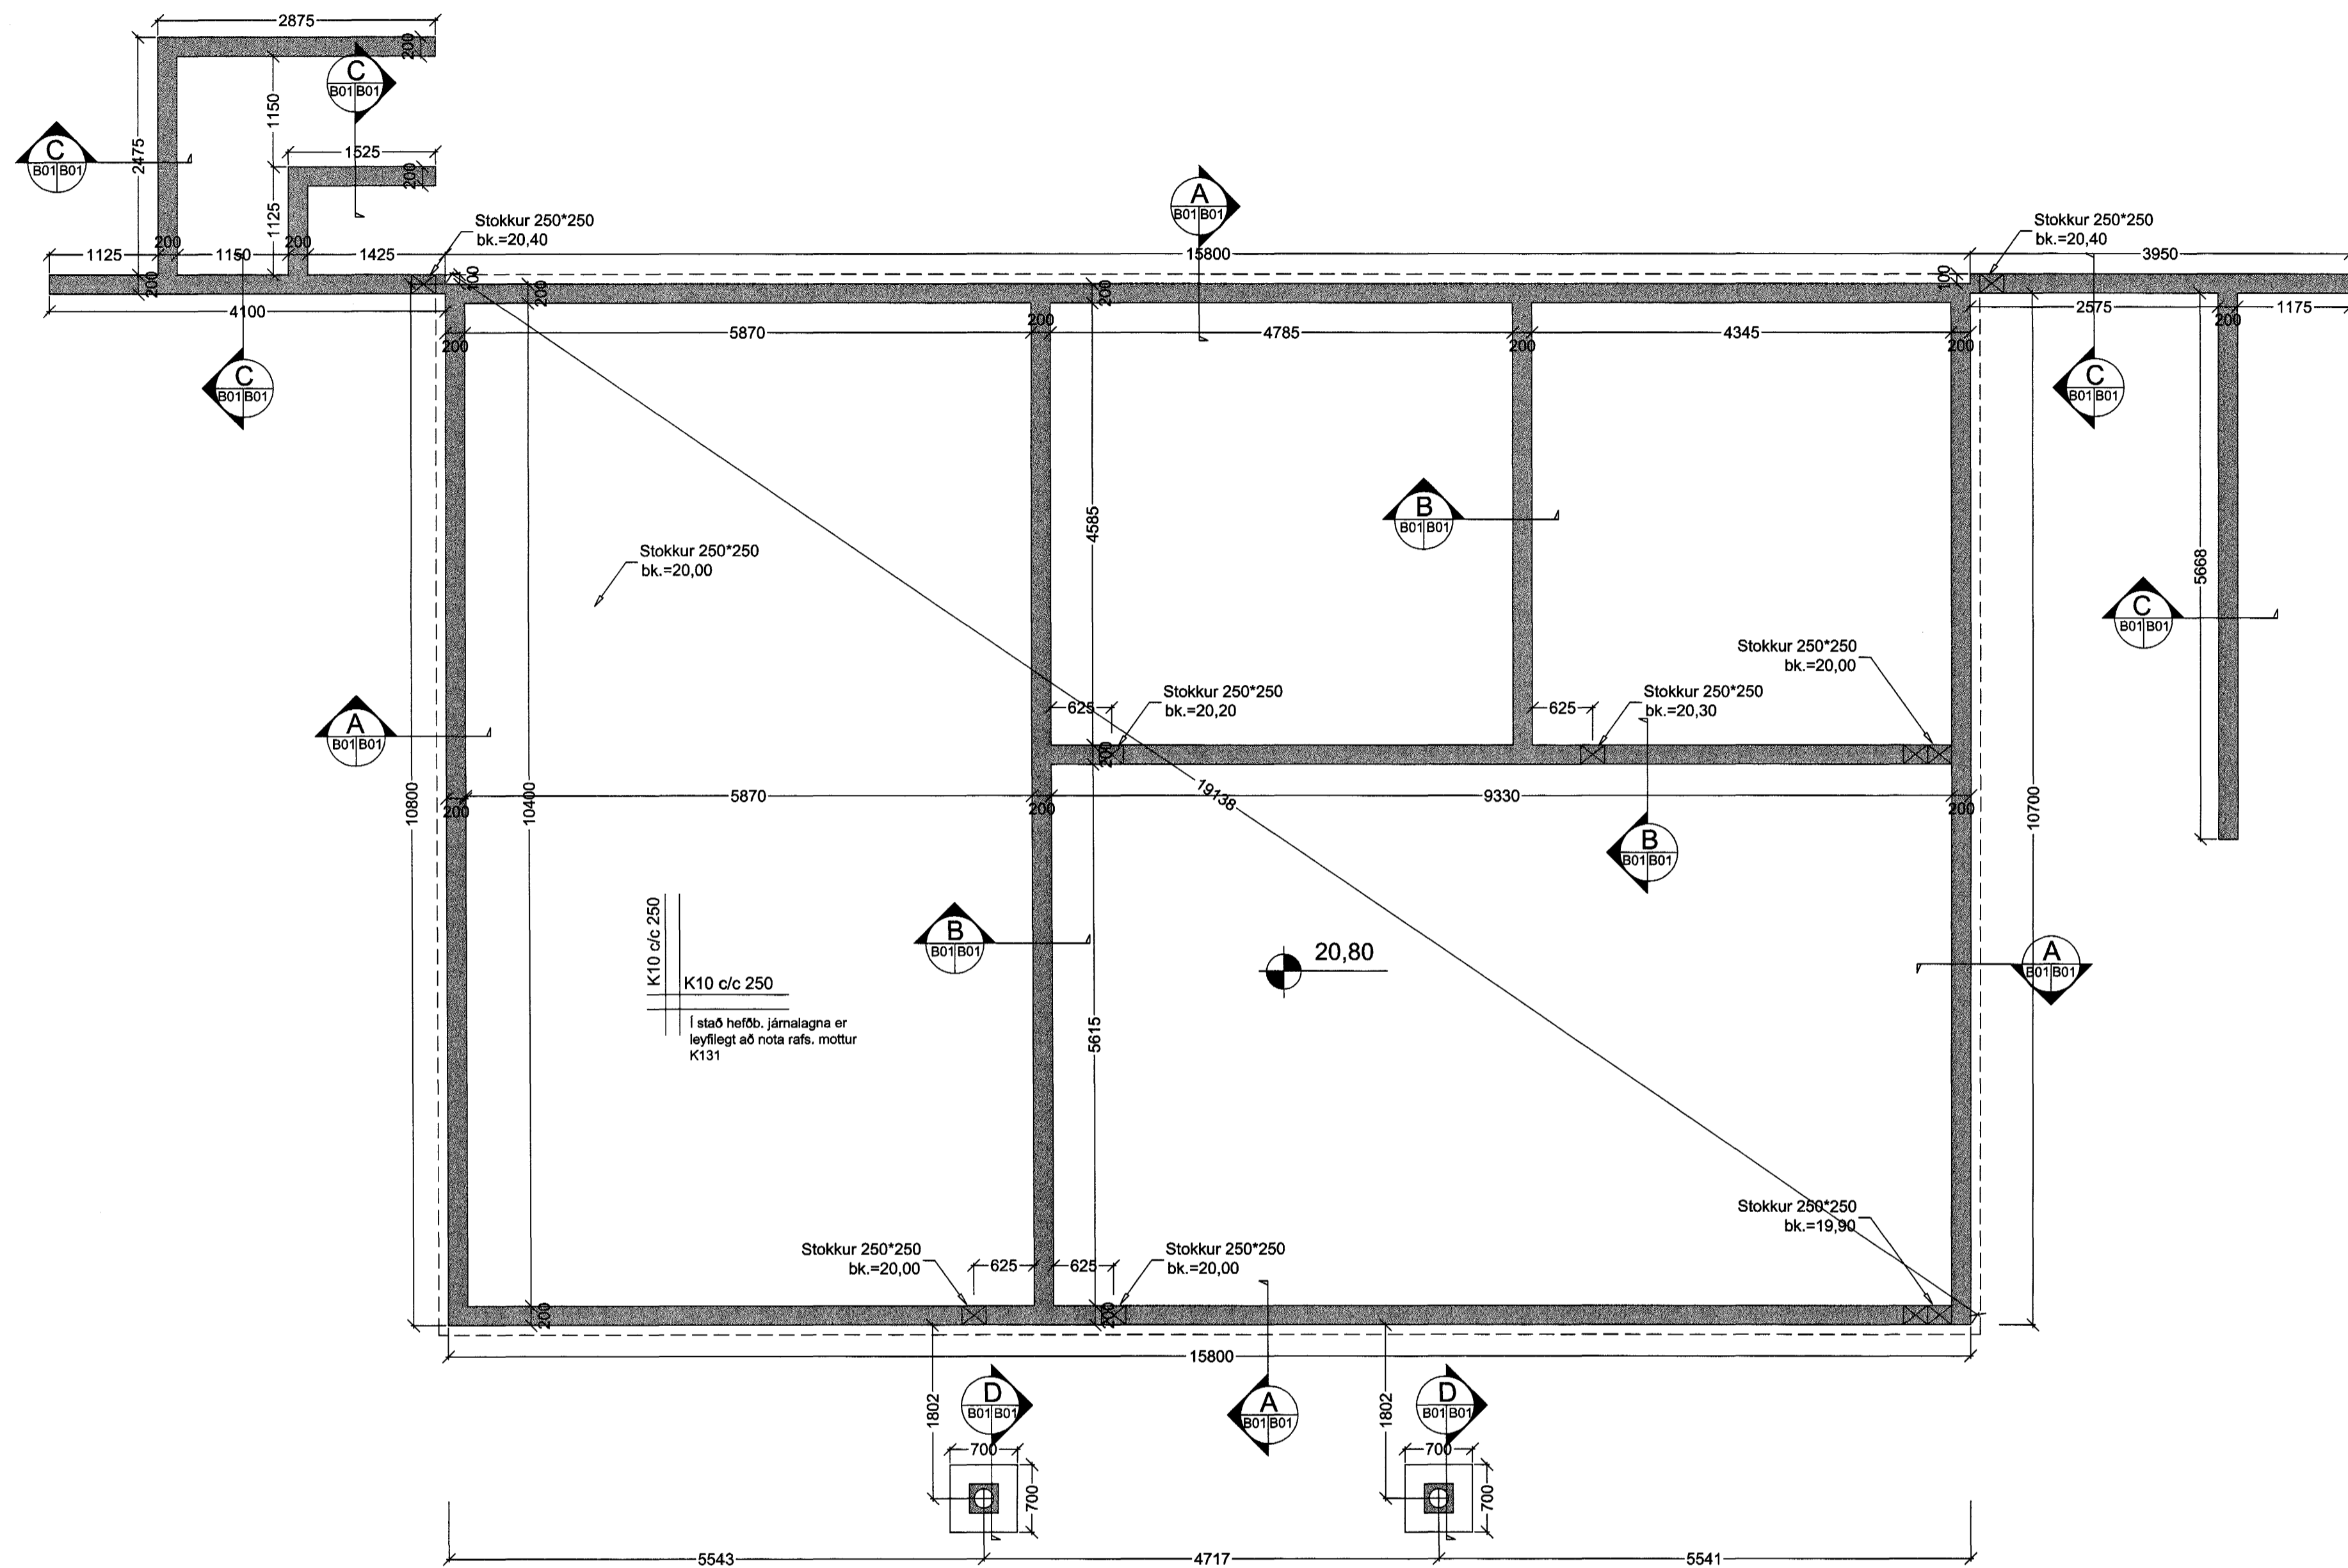 2875
200
C
B01 B01
1150
2475
C
B01 B01
1525
200
1125
A
B01 B01
Stokkur 250*250
bk.=20,40
Stokkur 250*250
bk.=20,40
1125
200
1150
200
1425
15800
3950
200
100
100
4100
200
200
2575
200
1175
5870
200
4785
4345
200
200
200
C
B01 B01
C
B01 B01
4585
B
B01 B01
Stokkur 250*250
bk.=20,00
5668
C
B01 B01
Stokkur 250*250
bk.=20,00
Stokkur 250*250
bk.=20,20
Stokkur 250*250
bk.=20,30
625
625
A
B01 B01
200
10800
10400
5870
19138
9330
10700
200
200
200
B
B01 B01
K10 c/c 250
B
B01 B01
20,80
A
B01 B01
K10 c/c 250
Í stað hefðb. járnalagna er
leyfilegt að nota rafs. mottur
K131
5615
Stokkur 250*250
bk.=19,90
Stokkur 250*250
bk.=20,00
625
625
Stokkur 250*250
bk.=20,00
200
200
15800
1802
D
B01 B01
A
B01 B01
1802
D
B01 B01
700
700
700
700
5543
4717
5541